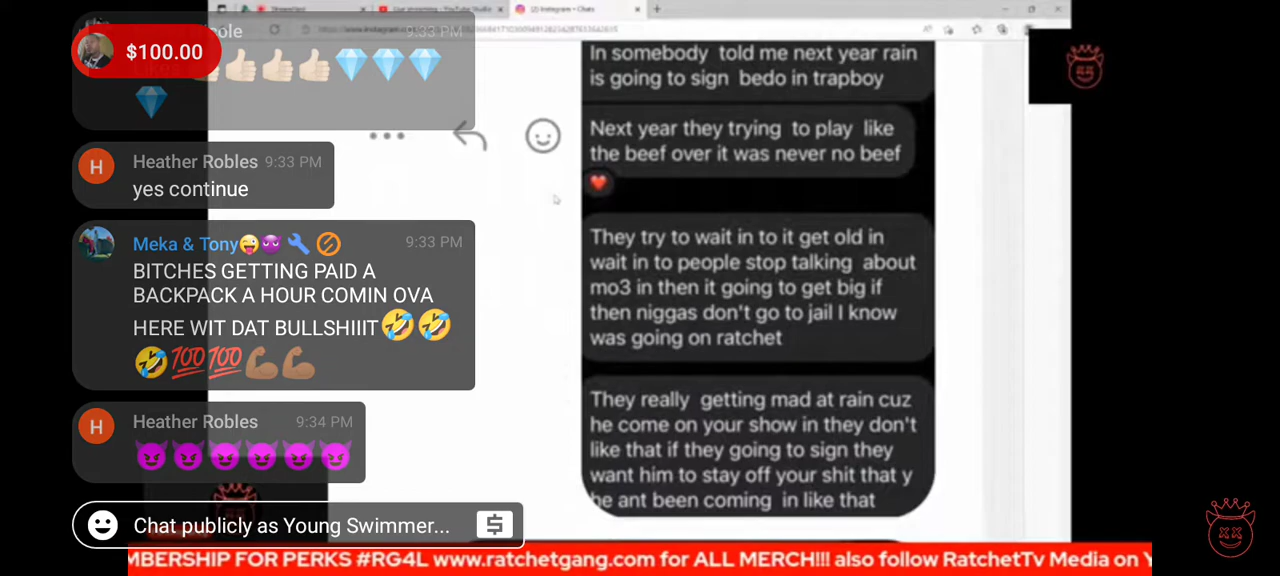 9:33 PM
$100.00
Heather Robles 9:33 PM
yes continue
Meka & Tony 9:33 PM
BITCHES GETTING PAID A
BACKPACK A HOUR COMIN OVA
HERE WIT DAT BULLSHIIIT
💯💯
Heather Robles 9:34 PM
Chat publicly as Young Swimmer...
$
Instagram • Chats
In somebody told me next year rain
is going to sign bedo in trapboy
Next year they trying to play like
the beef over it was never no beef
They try to wait in to it get old in
wait in to people stop talking about
mo3 in then it going to get big if
then niggas don't go to jail I know
was going on ratchet
They really getting mad at rain cuz
he come on your show in they don't
like that if they going to sign they
want him to stay off your shit that y
he ant been coming in like that
MBERSHIP FOR PERKS #RG4L www.ratchetgang.com for ALL MERCH!!! also follow RatchetTv Media on Y